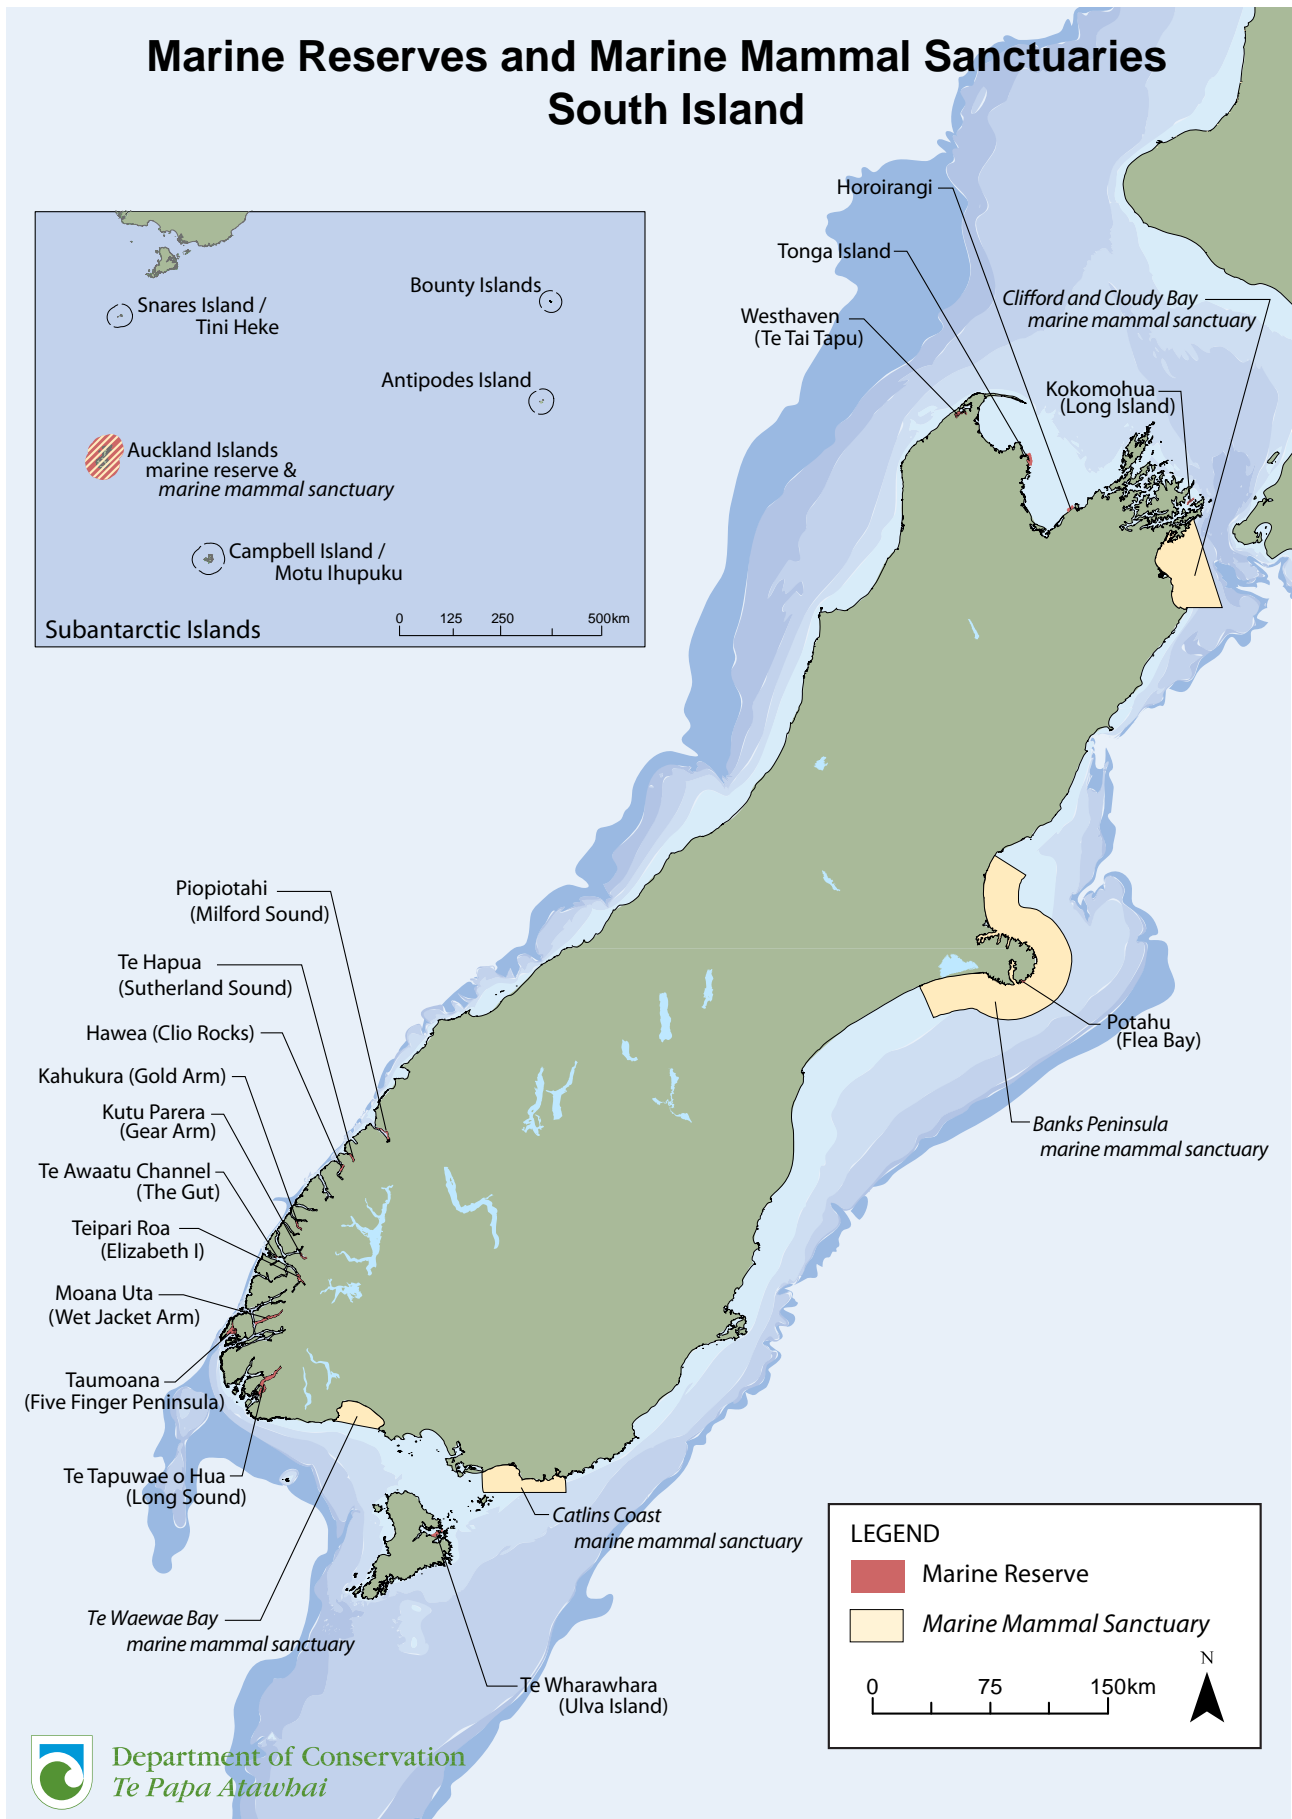 Marine Reserves and Marine Mammal Sanctuaries
South Island
Horoirangi
Tonga Island
Westhaven
(Te Tai Tapu)
Clifford and Cloudy Bay
marine mammal sanctuary
Kokomohua
(Long Island)
Snares Island /
Tini Heke
Bounty Islands
Antipodes Island
Auckland Islands
marine reserve &
marine mammal sanctuary
Campbell Island /
Motu Ihupuku
Subantarctic Islands
0 125 250 500km
Piopiotahi
(Milford Sound)
Te Hapua
(Sutherland Sound)
Hawea (Clio Rocks)
Kahukura (Gold Arm)
Kutu Parera
(Gear Arm)
Te Awaatu Channel
(The Gut)
Teipari Roa
(Elizabeth I)
Moana Uta
(Wet Jacket Arm)
Taumoana
(Five Finger Peninsula)
Te Tapuwae o Hua
(Long Sound)
Te Waewae Bay
marine mammal sanctuary
Potahu
(Flea Bay)
Banks Peninsula
marine mammal sanctuary
Catlins Coast
marine mammal sanctuary
Te Wharawhara
(Ulva Island)
LEGEND
Marine Reserve
Marine Mammal Sanctuary
N
0 75 150km
Department of Conservation
Te Papa Atawhai